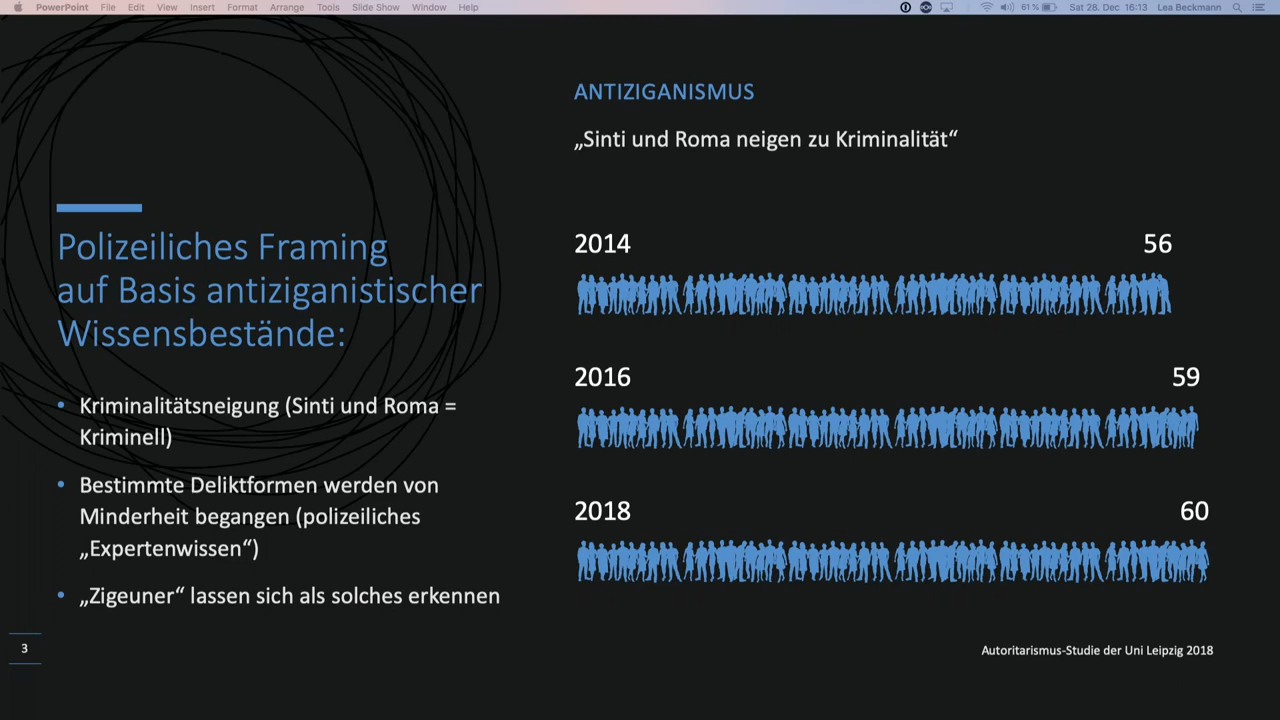 PowerPoint File Edit View Insert Format Arrange Tools Slide Show Window Help 61% Sat 28. Dec 16:13 Lea Beckmann
Polizeiliches Framing
auf Basis antiziganistischer
Wissensbestände:
• Kriminalitätsneigung (Sinti und Roma =
Kriminell)
• Bestimmte Deliktformen werden von
Minderheit begangen (polizeiliches
„Expertenwissen“)
• „Zigeuner“ lassen sich als solches erkennen
3
ANTIZIGANISMUS
„Sinti und Roma neigen zu Kriminalität“
2014 56
2016 59
2018 60
Autoritarismus-Studie der Uni Leipzig 2018